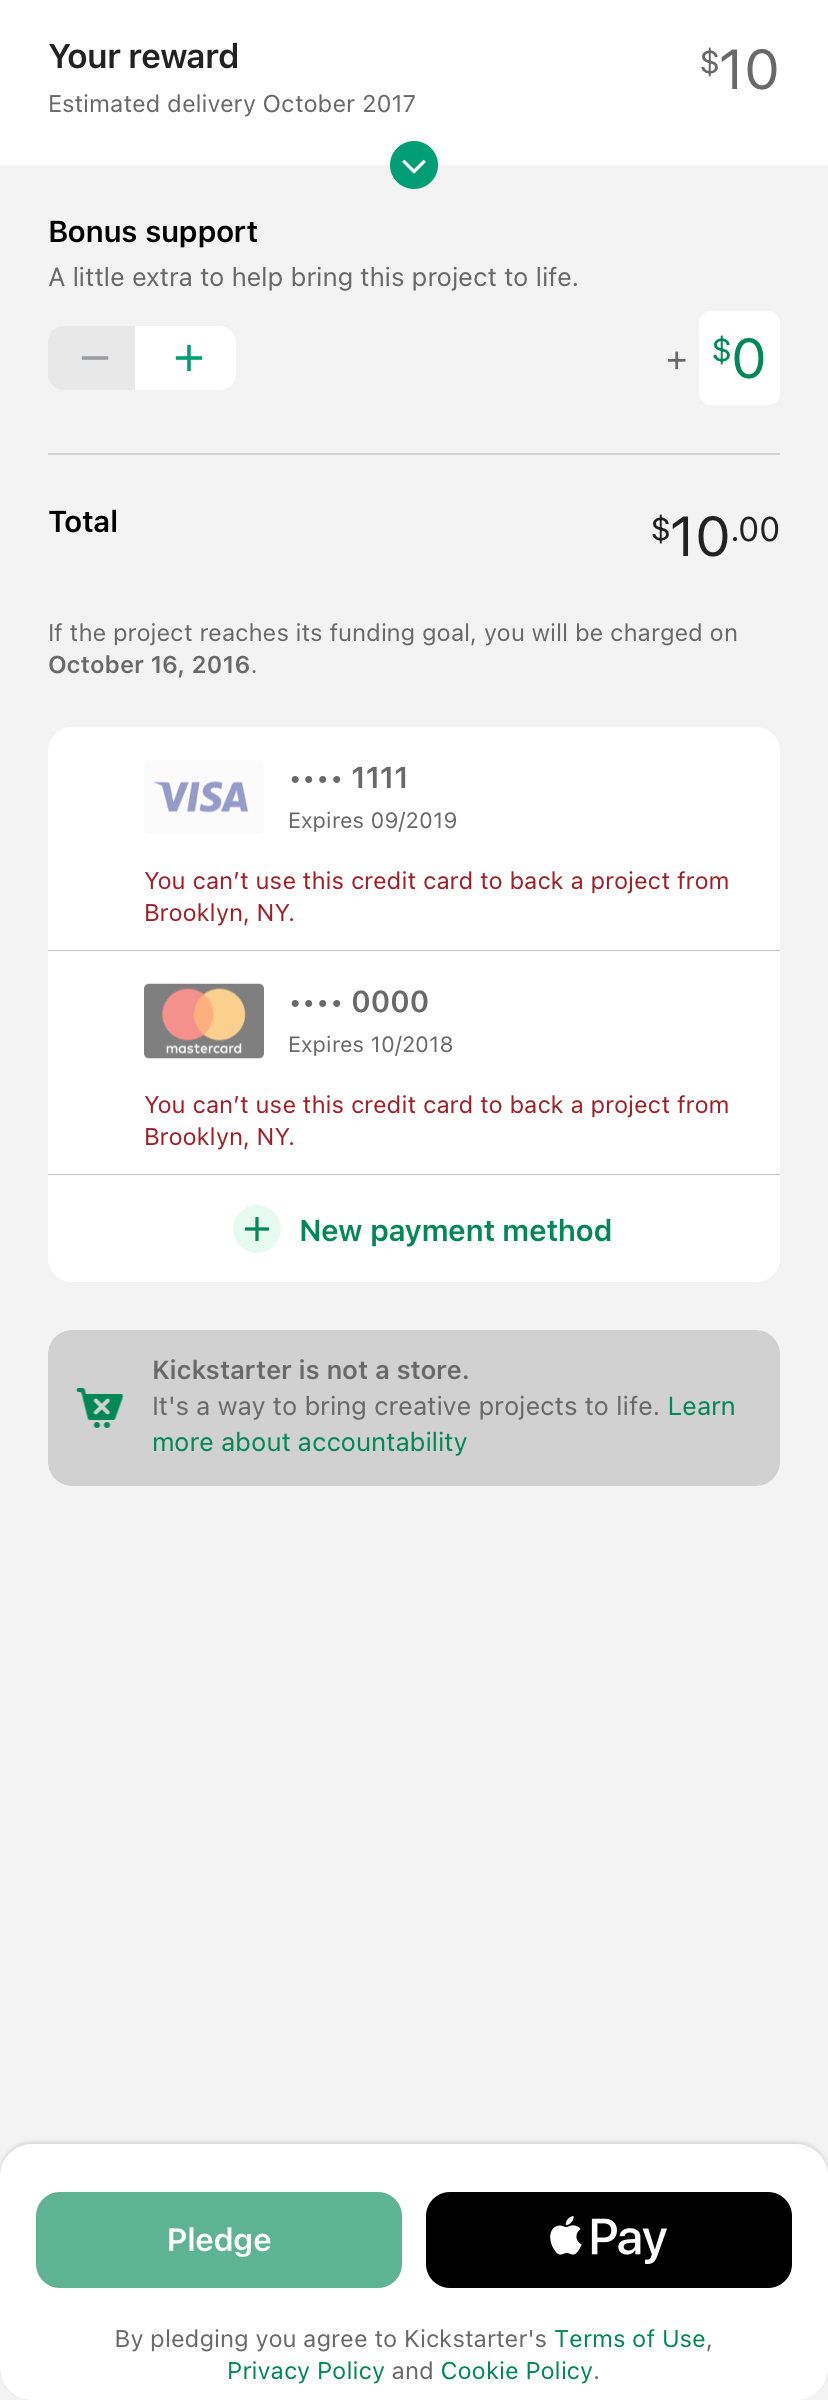 Your reward
$10
Estimated delivery October 2017
Bonus support
A little extra to help bring this project to life.
− + + $0
Total
$10.00
If the project reaches its funding goal, you will be charged on
October 16, 2016.
VISA •••• 1111
Expires 09/2019
You can’t use this credit card to back a project from
Brooklyn, NY.
•••• 0000
mastercard
Expires 10/2018
You can’t use this credit card to back a project from
Brooklyn, NY.
+ New payment method
Kickstarter is not a store.
It's a way to bring creative projects to life. Learn
more about accountability
Pledge
Pay
By pledging you agree to Kickstarter's Terms of Use,
Privacy Policy and Cookie Policy.